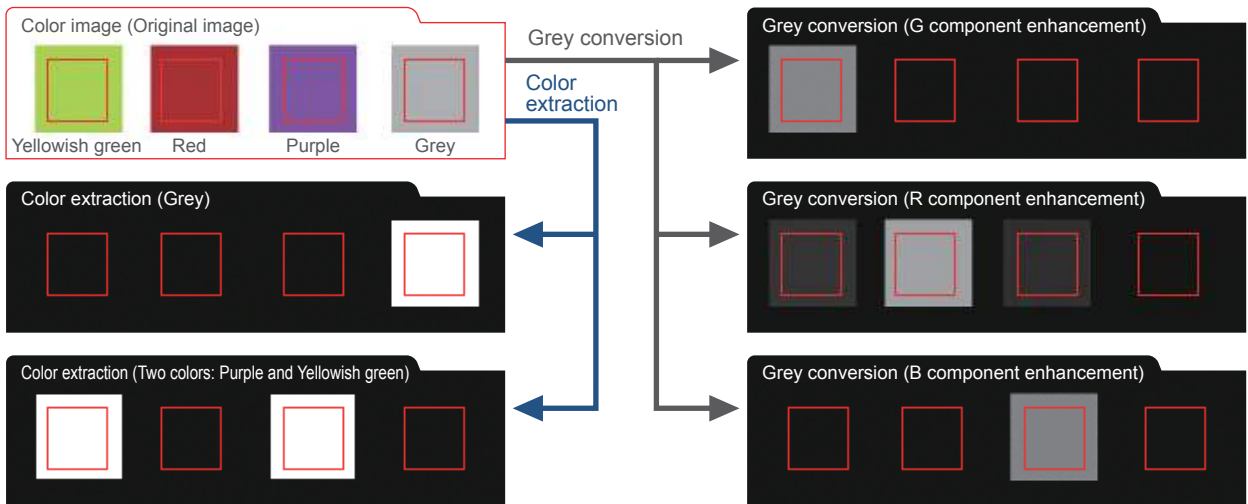 Color image (Original image)
Yellowish green
Red
Purple
Grey
Grey conversion
Color
extraction
Grey conversion (G component enhancement)
Color extraction (Grey)
Grey conversion (R component enhancement)
Color extraction (Two colors: Purple and Yellowish green)
Grey conversion (B component enhancement)